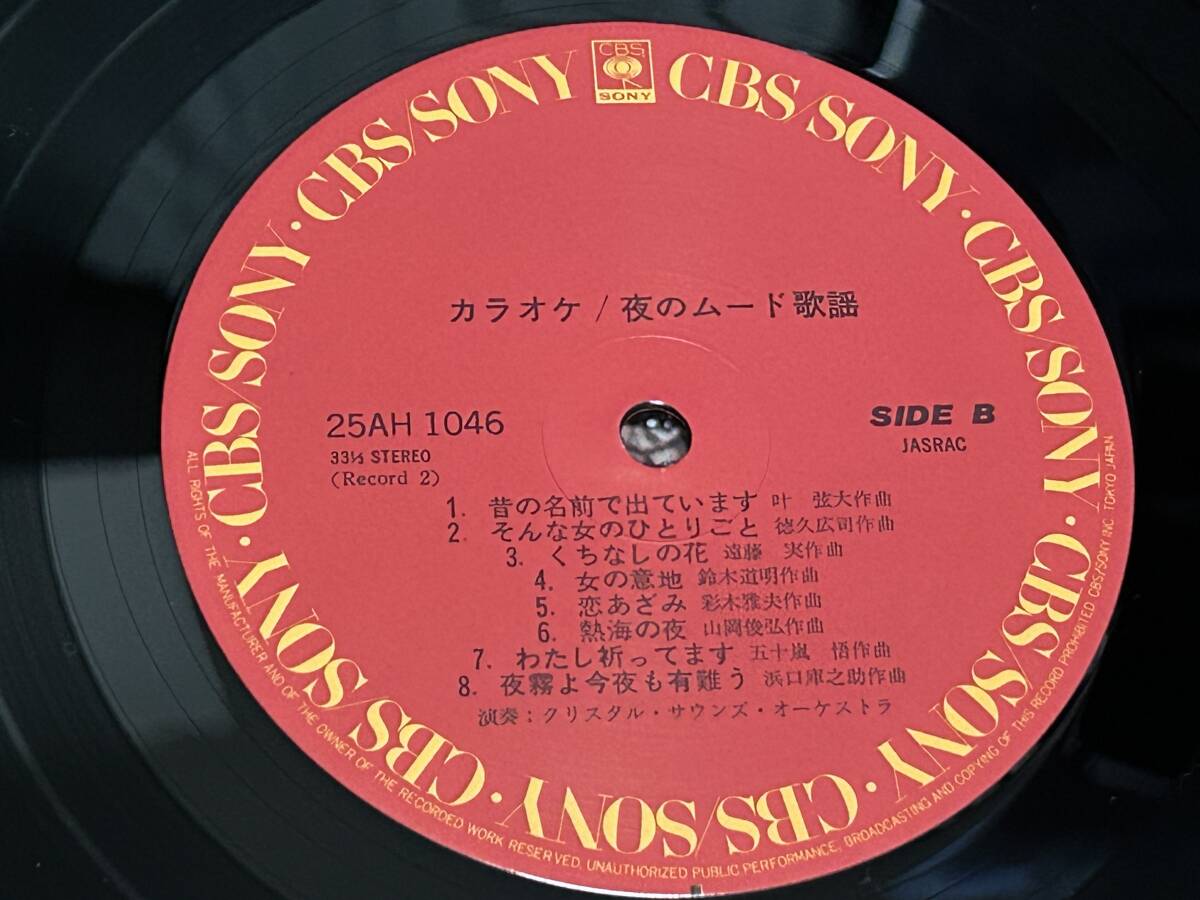 CBS SONY
CBS/SONY · CBS/SONY · CBS/SONY · CBS/SONY · CBS/SONY · CBS/SONY · CBS/SONY · CBS/SONY
カラオケ / 夜のムード歌謡
25AH 1046
33⅓ STEREO
(Record 2)
SIDE B
JASRAC
1. 昔の名前で出ています 叶 弦大作曲
2. そんな女のひとりごと 徳久広司作曲
3. くちなしの花 遠藤 実作曲
4. 女の意地 鈴木道明作曲
5. 恋あざみ 彩木雅夫作曲
6. 熱海の夜 山岡俊弘作曲
7. わたし祈ってます 五十嵐 悟作曲
8. 夜霧よ今夜も有難う 浜口庫之助作曲
演奏：クリスタル・サウンズ・オーケストラ
ALL RIGHTS OF THE MANUFACTURER AND OF THE OWNER OF THE RECORDED WORK RESERVED. UNAUTHORIZED PUBLIC PERFORMANCE, BROADCASTING AND COPYING OF THIS RECORD PROHIBITED CBS/SONY INC. TOKYO JAPAN.